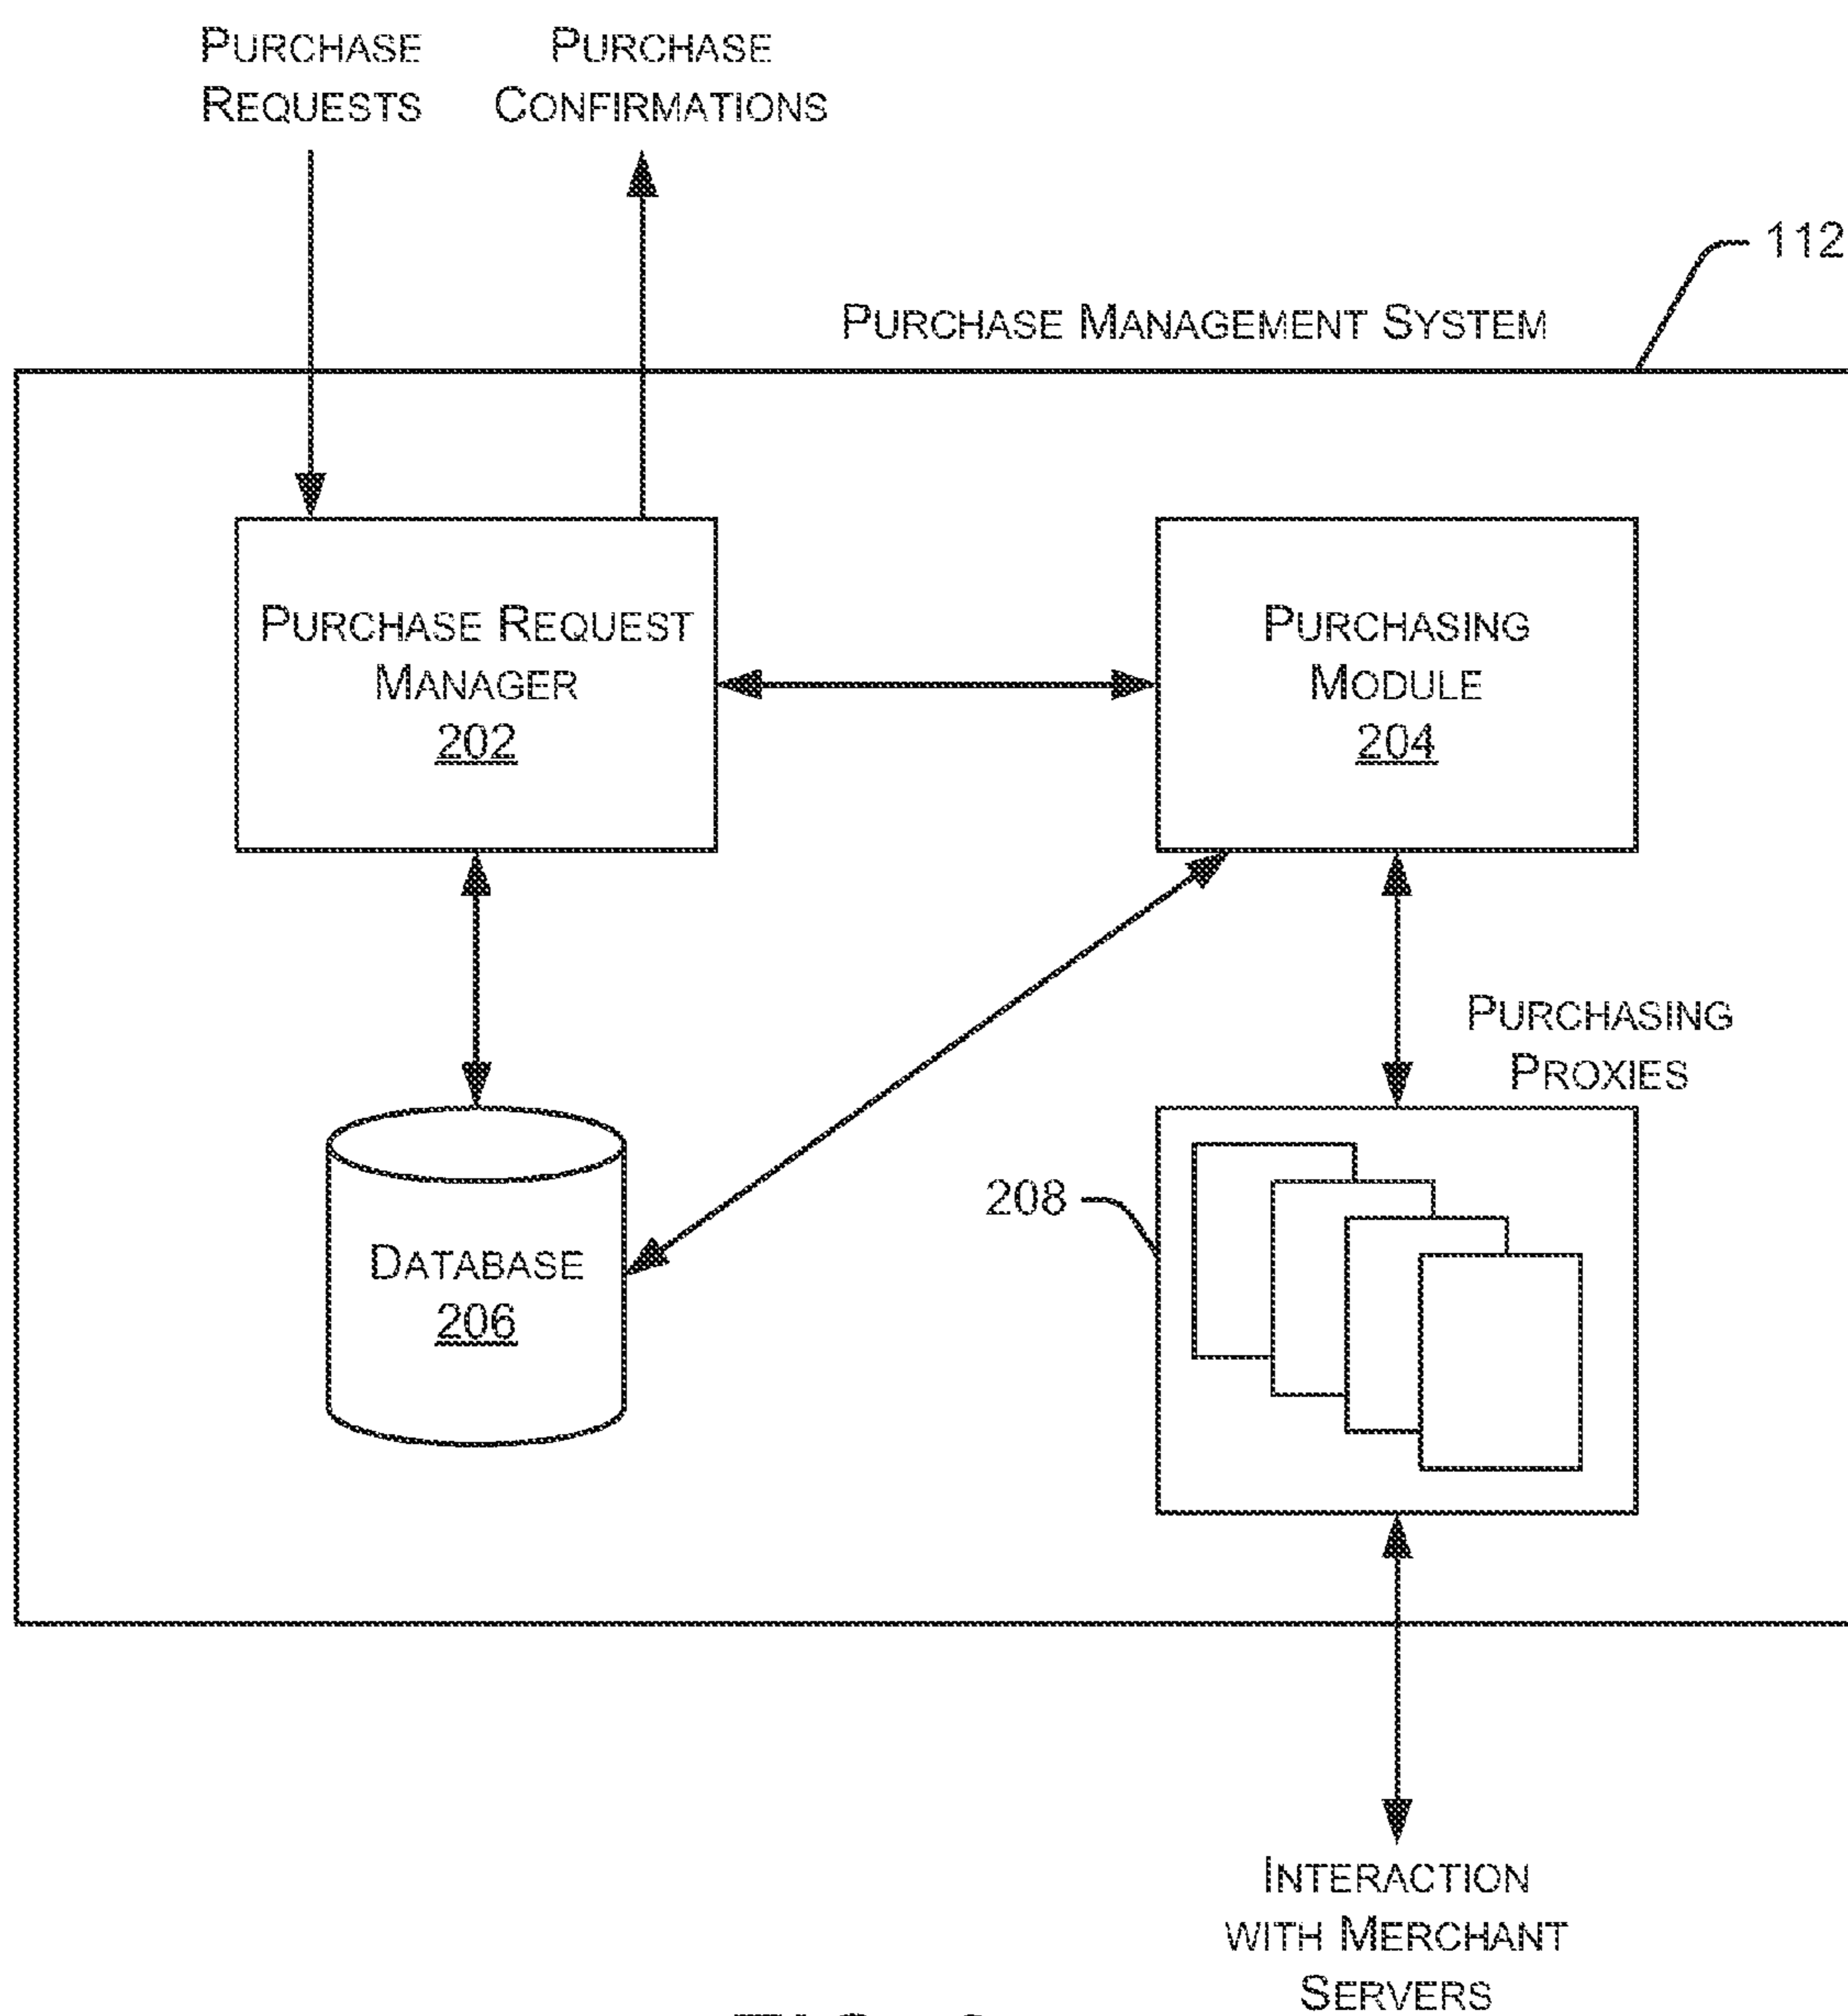 PURCHASE
REQUESTS
PURCHASE
CONFIRMATIONS
112
PURCHASE MANAGEMENT SYSTEM
PURCHASE REQUEST
MANAGER
202
PURCHASING
MODULE
204
PURCHASING
PROXIES
208
DATABASE
206
INTERACTION
WITH MERCHANT
SERVERS